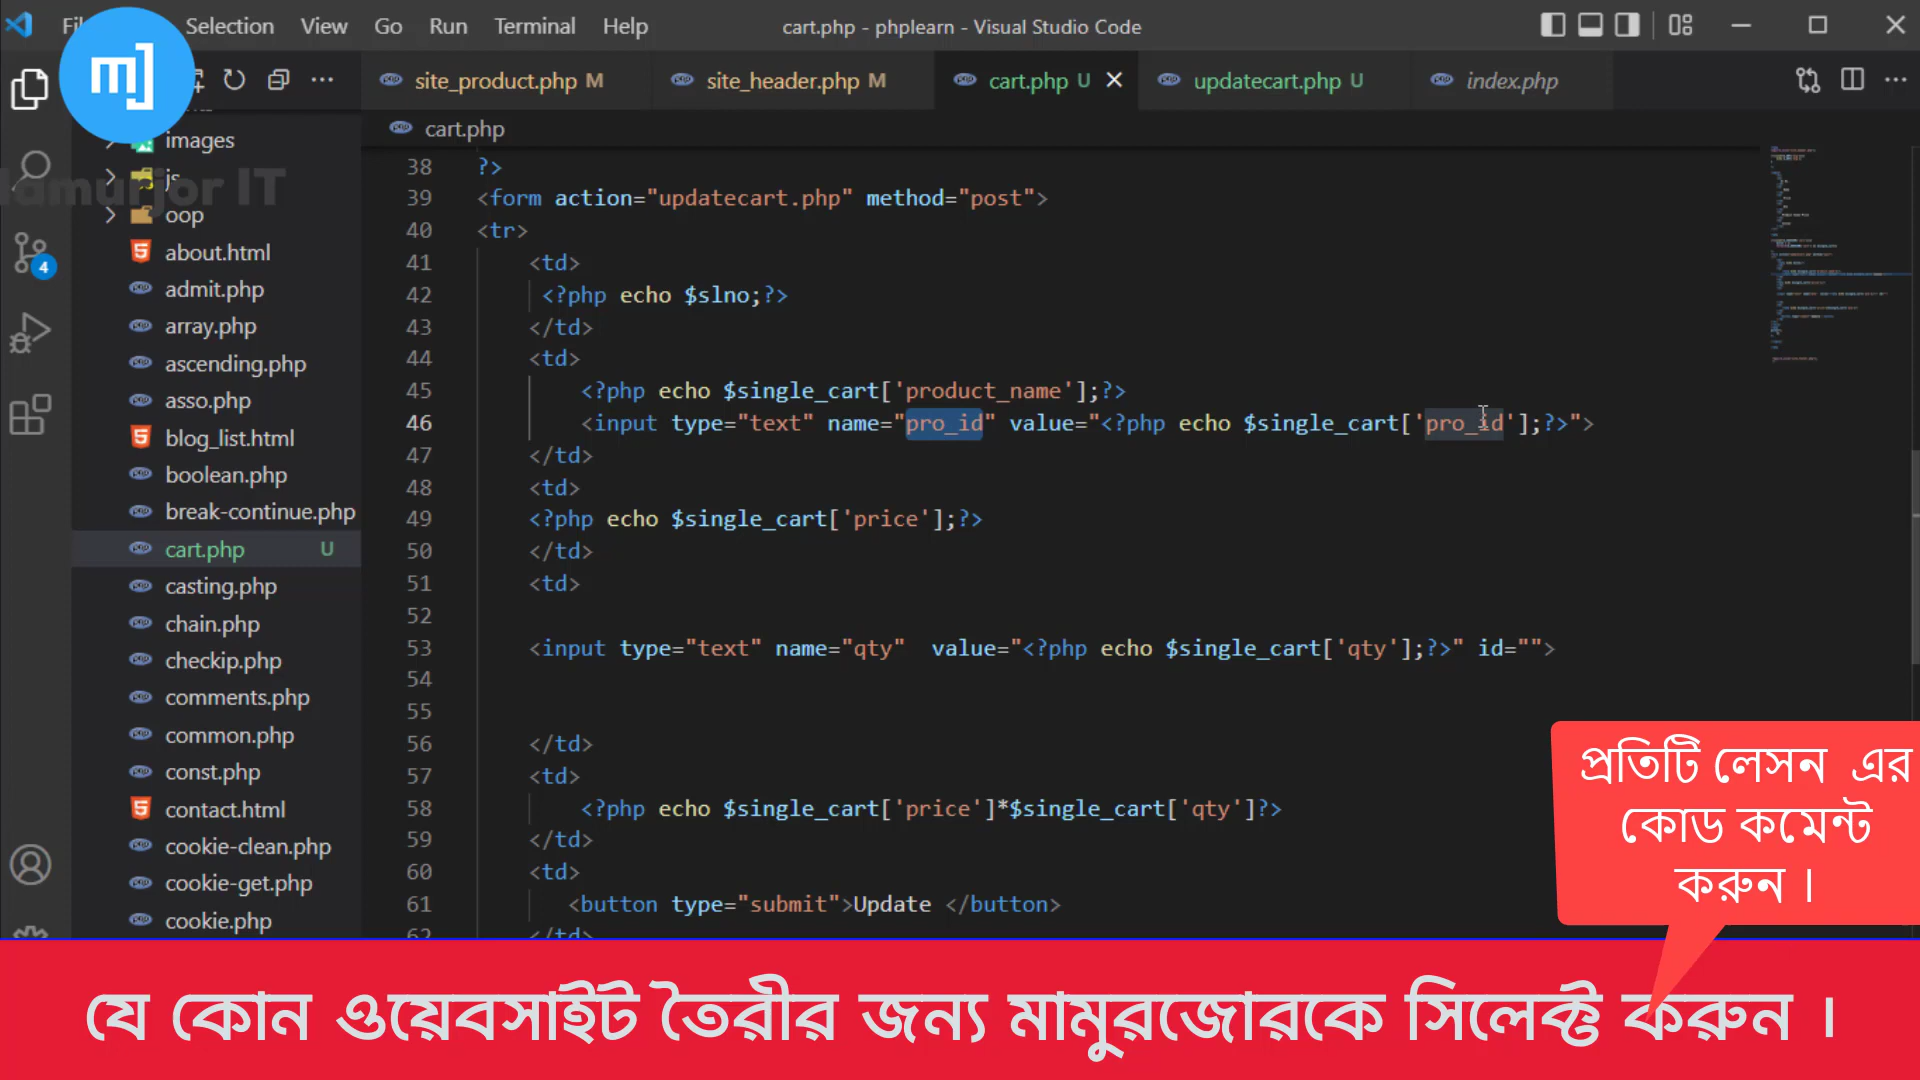 Selection View Go Run Terminal Help cart.php - phplearn - Visual Studio Code
mj
site_product.php M site_header.php M cart.php U updatecart.php U index.php
cart.php
images
js
oop
about.html
admit.php
array.php
ascending.php
asso.php
blog_list.html
boolean.php
break-continue.php
cart.php U
casting.php
chain.php
checkip.php
comments.php
common.php
const.php
contact.html
cookie-clean.php
cookie-get.php
cookie.php
4
38 ?>
39 <form action="updatecart.php" method="post">
40 <tr>
41 <td>
42 <?php echo $slno;?>
43 </td>
44 <td>
45 <?php echo $single_cart['product_name'];?>
46 <input type="text" name="pro_id" value="<?php echo $single_cart['pro_id'];?>">
47 </td>
48 <td>
49 <?php echo $single_cart['price'];?>
50 </td>
51 <td>
52
53 <input type="text" name="qty"  value="<?php echo $single_cart['qty'];?>" id="">
54
55
56 </td>
57 <td>
58 <?php echo $single_cart['price']*$single_cart['qty']?>
59 </td>
60 <td>
61 <button type="submit">Update </button>
62 </td>
প্রতিটি লেসন এর
কোড কমেন্ট
করুন ।
যে কোন ওয়েবসাইট তৈরীর জন্য মামুরজোরকে সিলেক্ট করুন ।